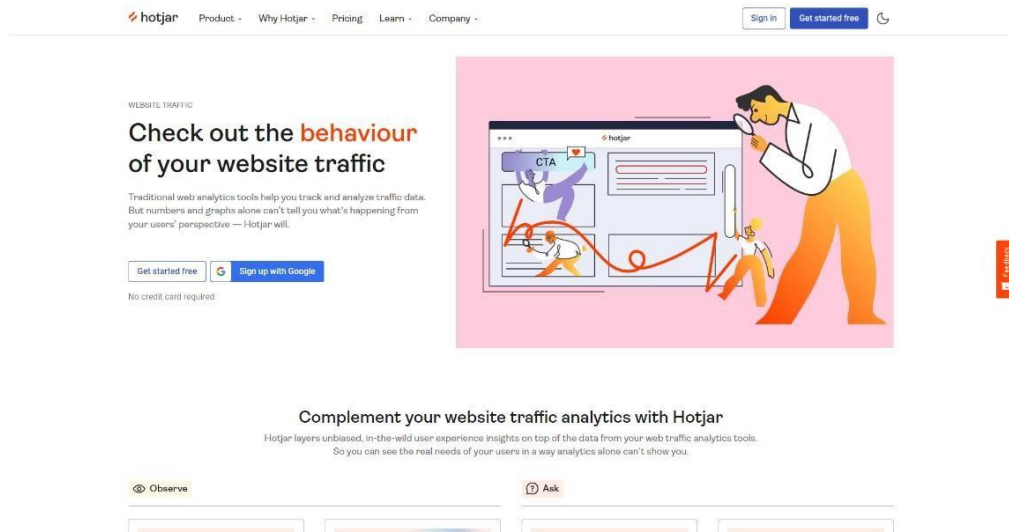 hotjar
Product
Why Hotjar
Pricing
Learn
Company
Sign in
Get started free
WEBSITE TRAFFIC
Check out the behaviour
of your website traffic
Traditional web analytics tools help you track and analyze traffic data.
But numbers and graphs alone can't tell you what's happening from
your users' perspective — Hotjar will.
Get started free
G Sign up with Google
No credit card required
hotjar
CTA
Feedback
Complement your website traffic analytics with Hotjar
Hotjar layers unbiased, in-the-wild user experience insights on top of the data from your web traffic analytics tools.
So you can see the real needs of your users in a way analytics alone can't show you.
Observe
Ask